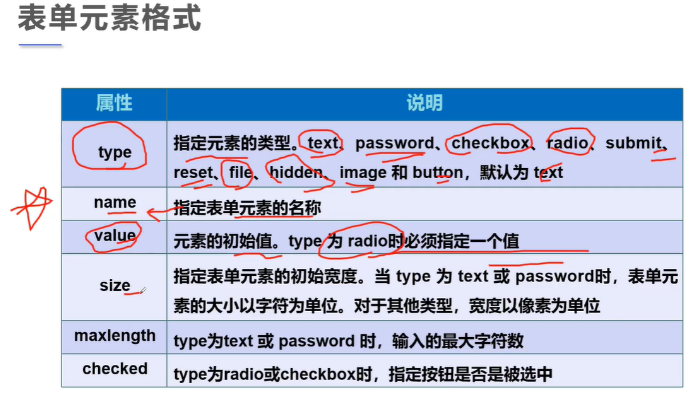 表单元素格式
属性 说明
type 指定元素的类型。text、password、checkbox、radio、submit、
reset、file、hidden、image 和 button，默认为 text
name 指定表单元素的名称
value 元素的初始值。type 为 radio时必须指定一个值
size 指定表单元素的初始宽度。当 type 为 text 或 password时，表单元
素的大小以字符为单位。对于其他类型，宽度以像素为单位
maxlength type为text 或 password 时，输入的最大字符数
checked type为radio或checkbox时，指定按钮是否是被选中